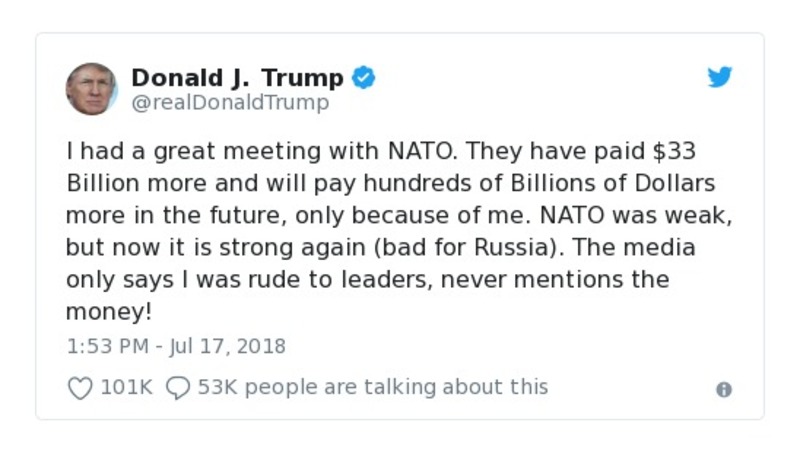 Donald J. Trump
@realDonaldTrump
I had a great meeting with NATO. They have paid $33
Billion more and will pay hundreds of Billions of Dollars
more in the future, only because of me. NATO was weak,
but now it is strong again (bad for Russia). The media
only says I was rude to leaders, never mentions the
money!
1:53 PM - Jul 17, 2018
101K 53K people are talking about this